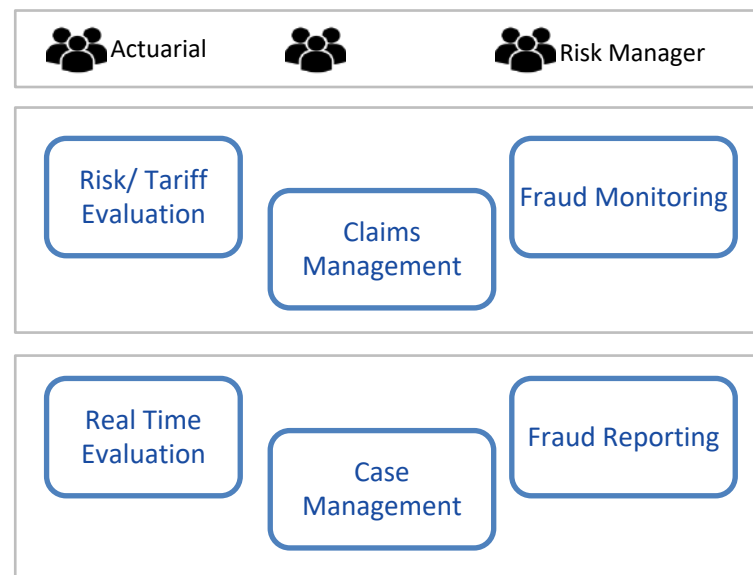 Actuarial
Risk Manager
Risk/ Tariff
Evaluation
Claims
Management
Fraud Monitoring
Real Time
Evaluation
Case
Management
Fraud Reporting